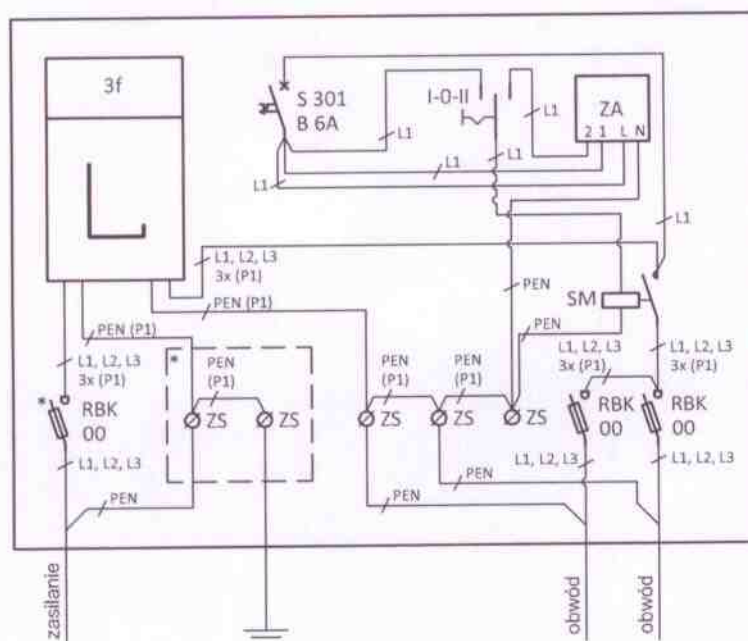 3f
S 301
B 6A
I-0-II
ZA
2 1 L N
L1
L1
L1
L1
L1
L1
L1, L2, L3
3x (P1)
PEN (P1)
PEN (P1)
PEN
SM
PEN
L1, L2, L3
3x (P1)
*
RBK
00
L1, L2, L3
*
PEN
(P1)
ZS
ZS
PEN
(P1)
PEN
(P1)
ZS
ZS
ZS
L1, L2, L3
3x (P1)
L1, L2, L3
3x (P1)
RBK
00
RBK
00
L1, L2, L3
L1, L2, L3
PEN
PEN
PEN
zasilanie
obwód
obwód